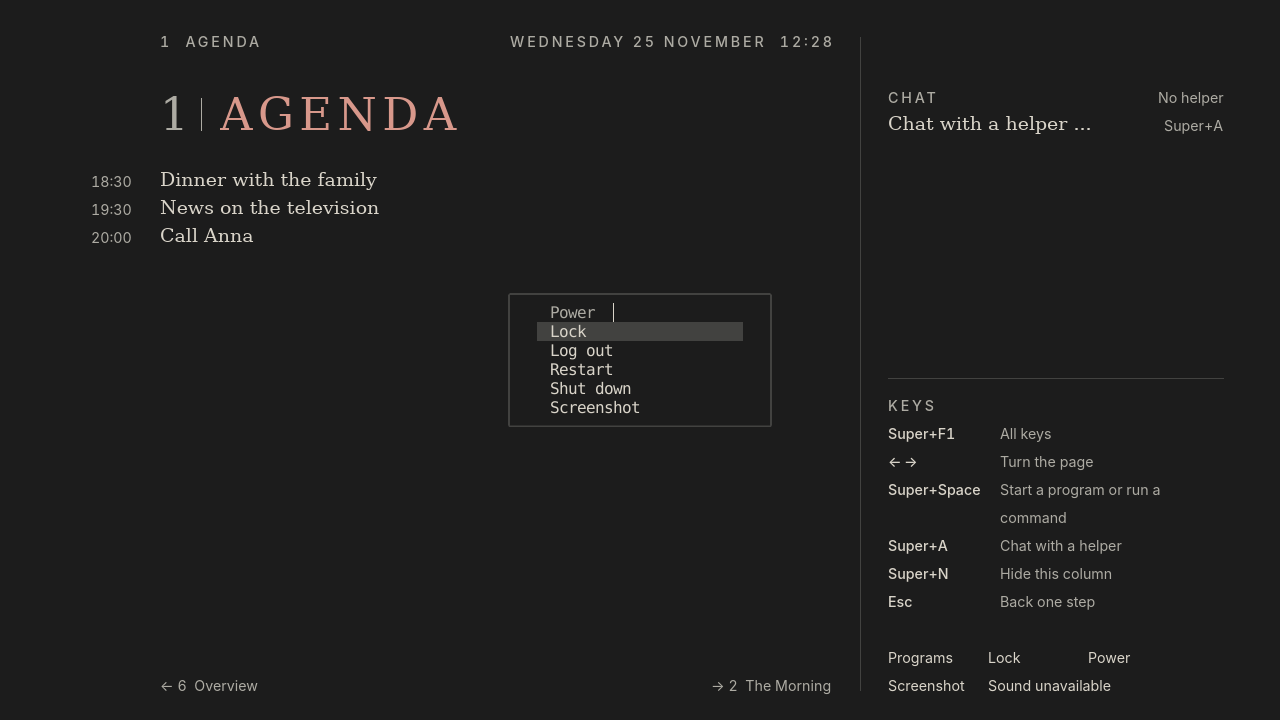 1 AGENDA
WEDNESDAY 25 NOVEMBER 12:28
1 AGENDA
18:30 Dinner with the family
19:30 News on the television
20:00 Call Anna
Power
Lock
Log out
Restart
Shut down
Screenshot
← 6 Overview
→ 2 The Morning
CHAT No helper
Chat with a helper ... Super+A
KEYS
Super+F1 All keys
← → Turn the page
Super+Space Start a program or run a
command
Super+A Chat with a helper
Super+N Hide this column
Esc Back one step
Programs Lock Power
Screenshot Sound unavailable